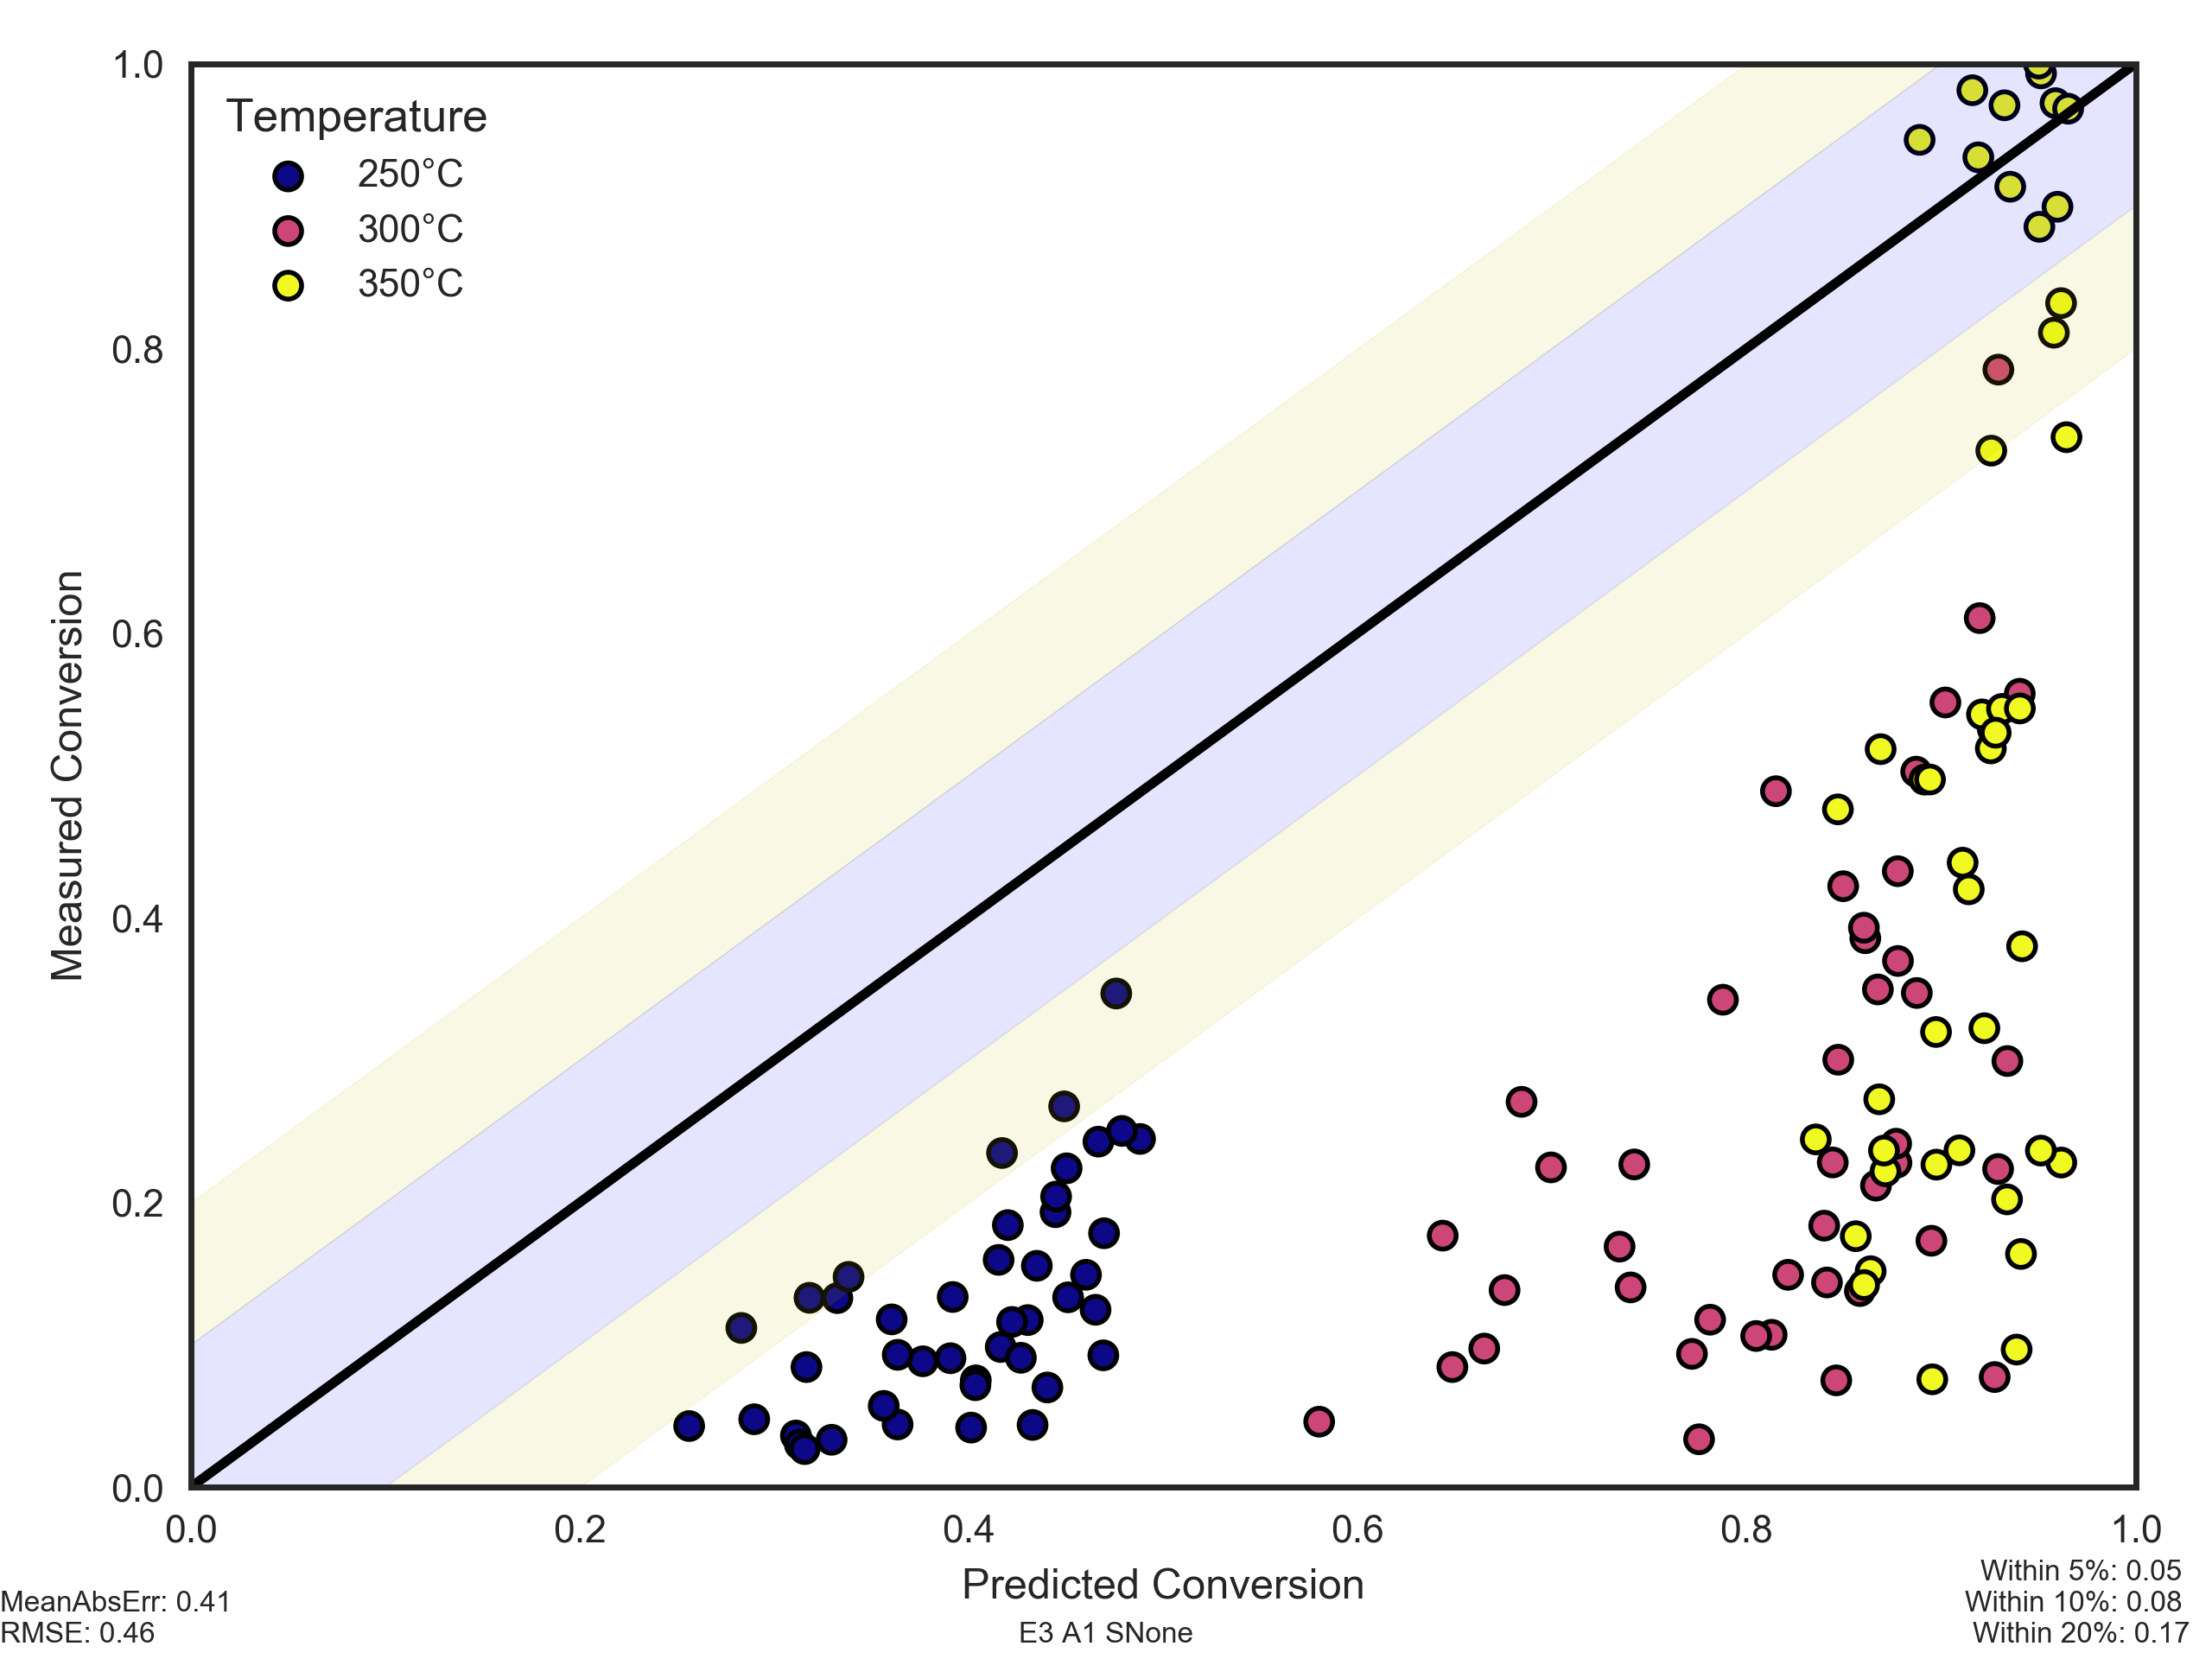 Temperature
250°C
300°C
350°C
1.0
0.8
0.6
0.4
0.2
0.0
Measured Conversion
0.0 0.2 0.4 0.6 0.8 1.0
Predicted Conversion
E3 A1 SNone
MeanAbsErr: 0.41
RMSE: 0.46
Within 5%: 0.05
Within 10%: 0.08
Within 20%: 0.17